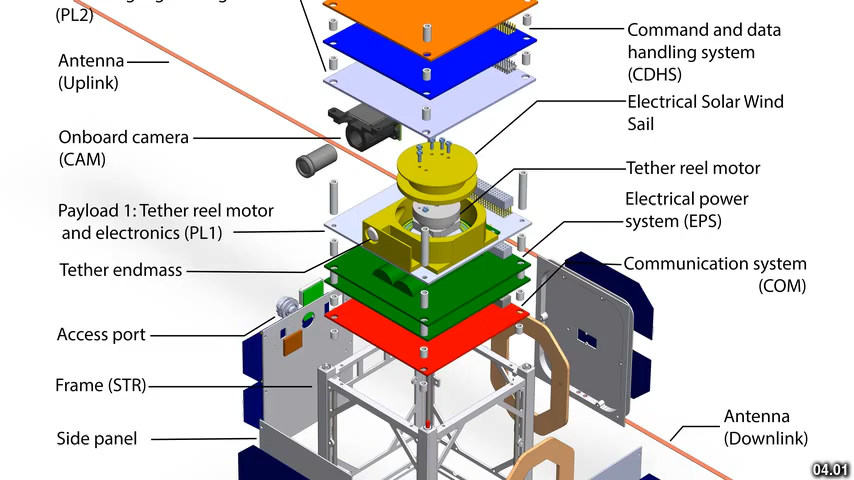 (PL2)
Antenna
(Uplink)
Onboard camera
(CAM)
Payload 1: Tether reel motor
and electronics (PL1)
Tether endmass
Access port
Frame (STR)
Side panel
Command and data
handling system
(CDHS)
Electrical Solar Wind
Sail
Tether reel motor
Electrical power
system (EPS)
Communication system
(COM)
Antenna
(Downlink)
04.01